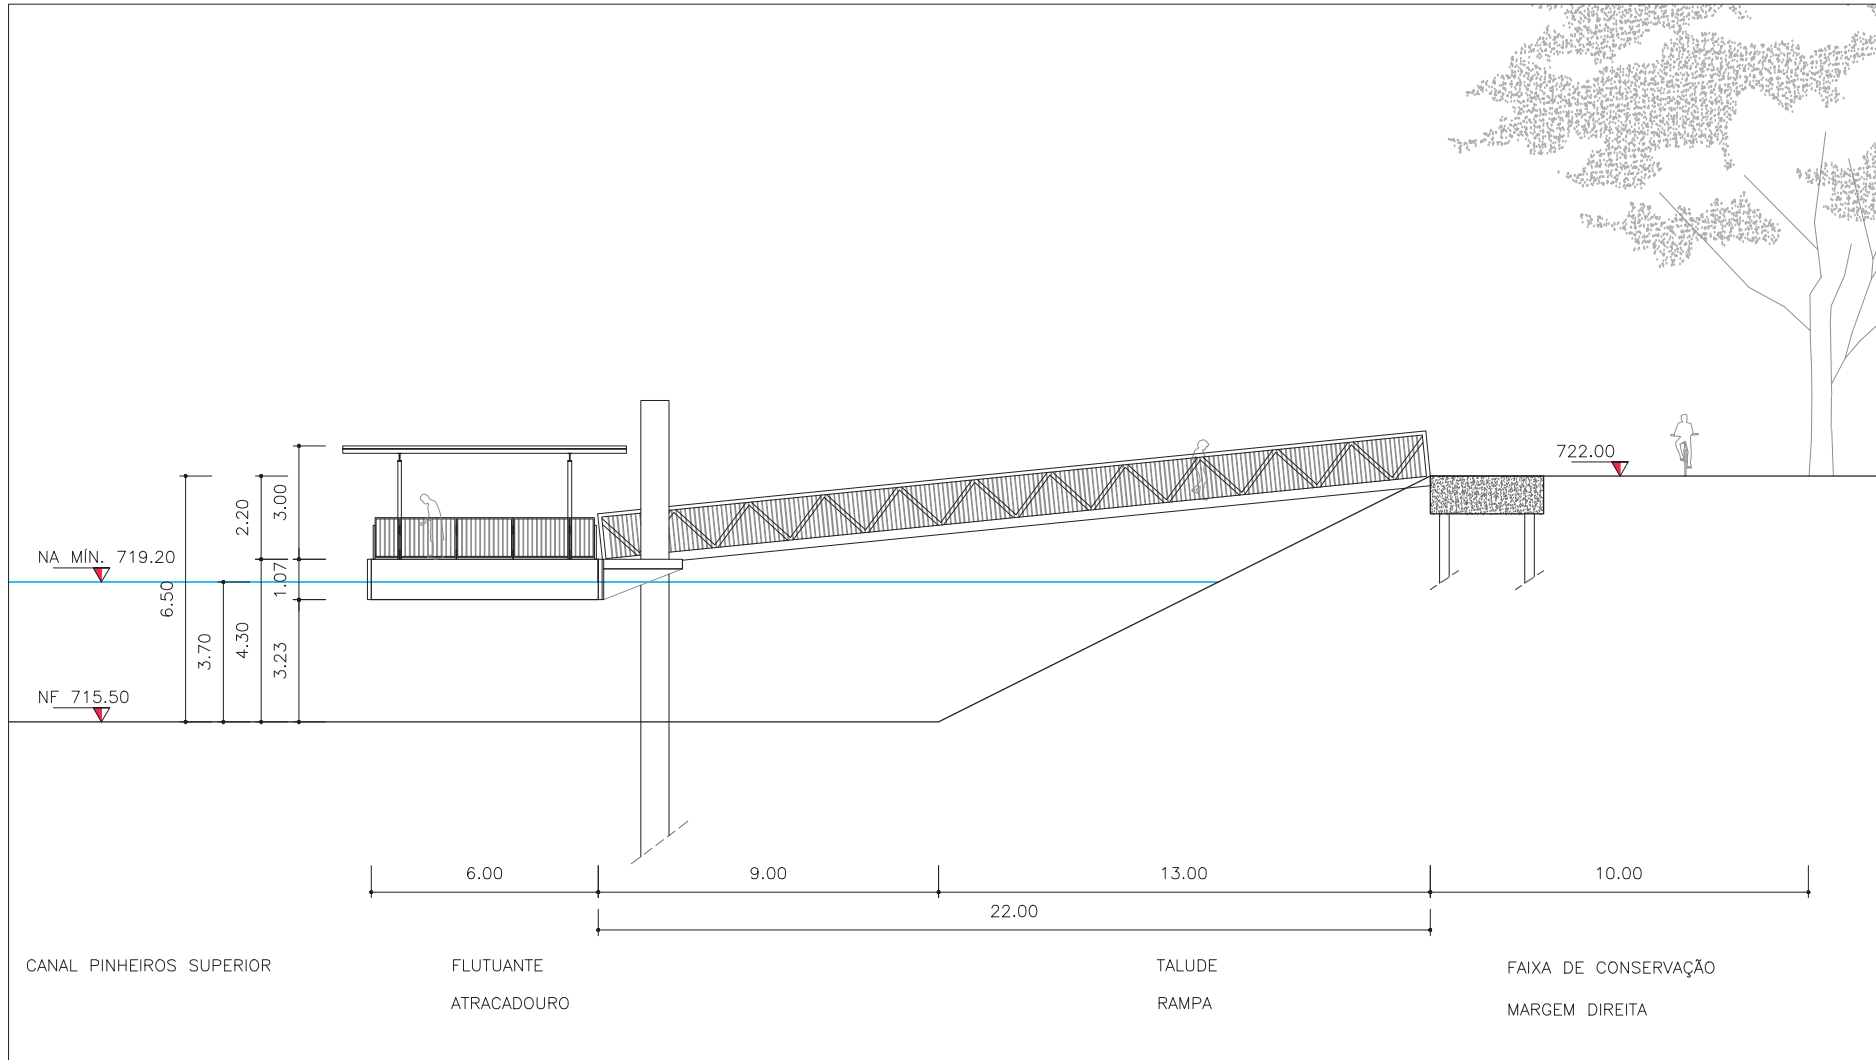 722.00
2.20
3.00
NA MÍN. 719.20
6.50
1.07
3.70
4.30
3.23
NF 715.50
6.00
9.00
13.00
10.00
22.00
CANAL PINHEIROS SUPERIOR
FLUTUANTE
ATRACADOURO
TALUDE
RAMPA
FAIXA DE CONSERVAÇÃO
MARGEM DIREITA